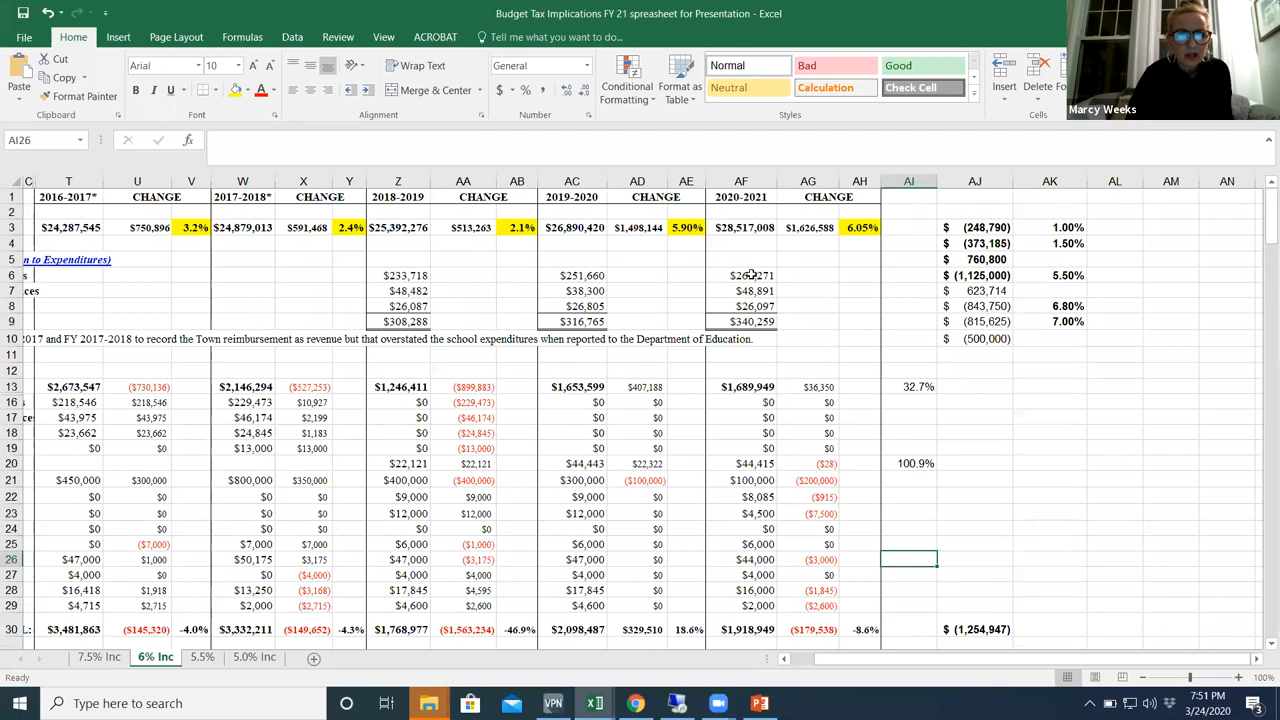 Budget Tax Implications FY 21 spreasheet for Presentation - Excel
File Home Insert Page Layout Formulas Data Review View ACROBAT Tell me what you want to do...
Cut Arial 10 Wrap Text General Normal Bad Good
Paste Copy Format Painter B I U Merge & Center $ % Conditional Formatting Format as Table Neutral Calculation Check Cell Insert Delete Format
Clipboard Font Alignment Number Styles Cells
Marcy Weeks
AI26
C T U V W X Y Z AA AB AC AD AE AF AG AH AI AJ AK AL AM AN
1 2016-2017* CHANGE 2017-2018* CHANGE 2018-2019 CHANGE 2019-2020 CHANGE 2020-2021 CHANGE
2
3 $24,287,545 $750,896 3.2% $24,879,013 $591,468 2.4% $25,392,276 $513,263 2.1% $26,890,420 $1,498,144 5.90% $28,517,008 $1,626,588 6.05% $ (248,790) 1.00%
4 $ (373,185) 1.50%
5 n to Expenditures) $ 760,800
6 s $233,718 $251,660 $ (1,125,000) 5.50%
7 ces $48,482 $38,300 $48,891 $ 623,714
8 $26,087 $26,805 $26,097 $ (843,750) 6.80%
9 $308,288 $316,765 $340,259 $ (815,625) 7.00%
10 2017 and FY 2017-2018 to record the Town reimbursement as revenue but that overstated the school expenditures when reported to the Department of Education. $ (500,000)
11
12
13 $2,673,547 ($730,136) $2,146,294 ($527,253) $1,246,411 ($899,883) $1,653,599 $407,188 $1,689,949 $36,350 32.7%
16 s $218,546 $218,546 $229,473 $10,927 $0 ($229,473) $0 $0 $0 $0
17 ces $43,975 $43,975 $46,174 $2,199 $0 ($46,174) $0 $0 $0 $0
18 $23,662 $23,662 $24,845 $1,183 $0 ($24,845) $0 $0 $0 $0
19 $0 $0 $13,000 $13,000 $0 ($13,000) $0 $0 $0 $0
20 $22,121 $22,121 $44,443 $22,322 $44,415 ($28) 100.9%
21 $450,000 $300,000 $800,000 $350,000 $400,000 ($400,000) $300,000 ($100,000) $100,000 ($200,000)
22 $0 $0 $0 $0 $9,000 $9,000 $9,000 $0 $8,085 ($915)
23 $0 $0 $0 $0 $12,000 $12,000 $12,000 $0 $4,500 ($7,500)
24 $0 $0 $0 $0 $0 $0 $0 $0 $0 $0
25 $0 ($7,000) $7,000 $7,000 $6,000 ($1,000) $6,000 $0 $6,000 $0
26 $47,000 $1,000 $50,175 $3,175 $47,000 ($3,175) $47,000 $0 $44,000 ($3,000)
27 $4,000 $0 $0 ($4,000) $4,000 $4,000 $4,000 $0 $4,000 $0
28 $16,418 $1,918 $13,250 ($3,168) $17,845 $4,595 $17,845 $0 $16,000 ($1,845)
29 $4,715 $2,715 $2,000 ($2,715) $4,600 $2,600 $4,600 $0 $2,000 ($2,600)
30 L: $3,481,863 ($145,320) -4.0% $3,332,211 ($149,652) -4.3% $1,768,977 ($1,563,234) -46.9% $2,098,487 $329,510 18.6% $1,918,949 ($179,538) -8.6% $ (1,254,947)
7.5% Inc 6% Inc 5.5% 5.0% Inc
Ready 100%
Type here to search VPN 7:51 PM
3/24/2020 3